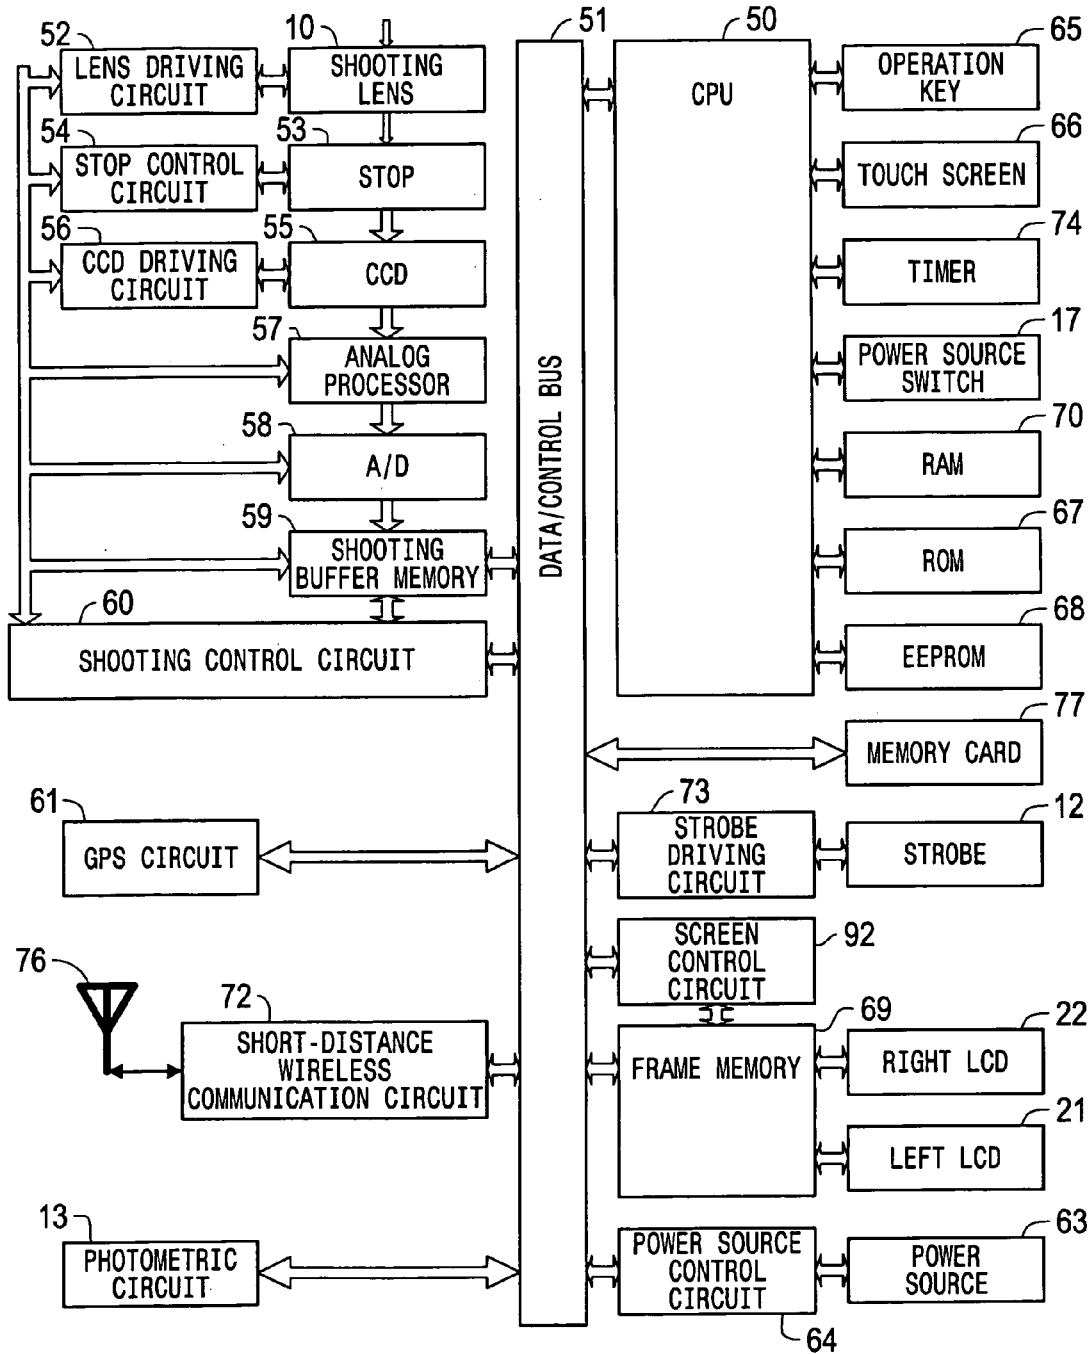 52
LENS DRIVING
CIRCUIT
10
SHOOTING
LENS
51
DATA/CONTROL BUS
50
CPU
65
OPERATION
KEY
54
STOP CONTROL
CIRCUIT
53
STOP
66
TOUCH SCREEN
56
CCD DRIVING
CIRCUIT
55
CCD
74
TIMER
57
ANALOG
PROCESSOR
17
POWER SOURCE
SWITCH
58
A/D
70
RAM
59
SHOOTING
BUFFER MEMORY
67
ROM
60
SHOOTING CONTROL CIRCUIT
68
EEPROM
77
MEMORY CARD
61
GPS CIRCUIT
73
STROBE
DRIVING
CIRCUIT
12
STROBE
92
SCREEN
CONTROL
CIRCUIT
76
72
SHORT-DISTANCE
WIRELESS
COMMUNICATION CIRCUIT
69
FRAME MEMORY
22
RIGHT LCD
21
LEFT LCD
13
PHOTOMETRIC
CIRCUIT
64
POWER SOURCE
CONTROL
CIRCUIT
63
POWER
SOURCE